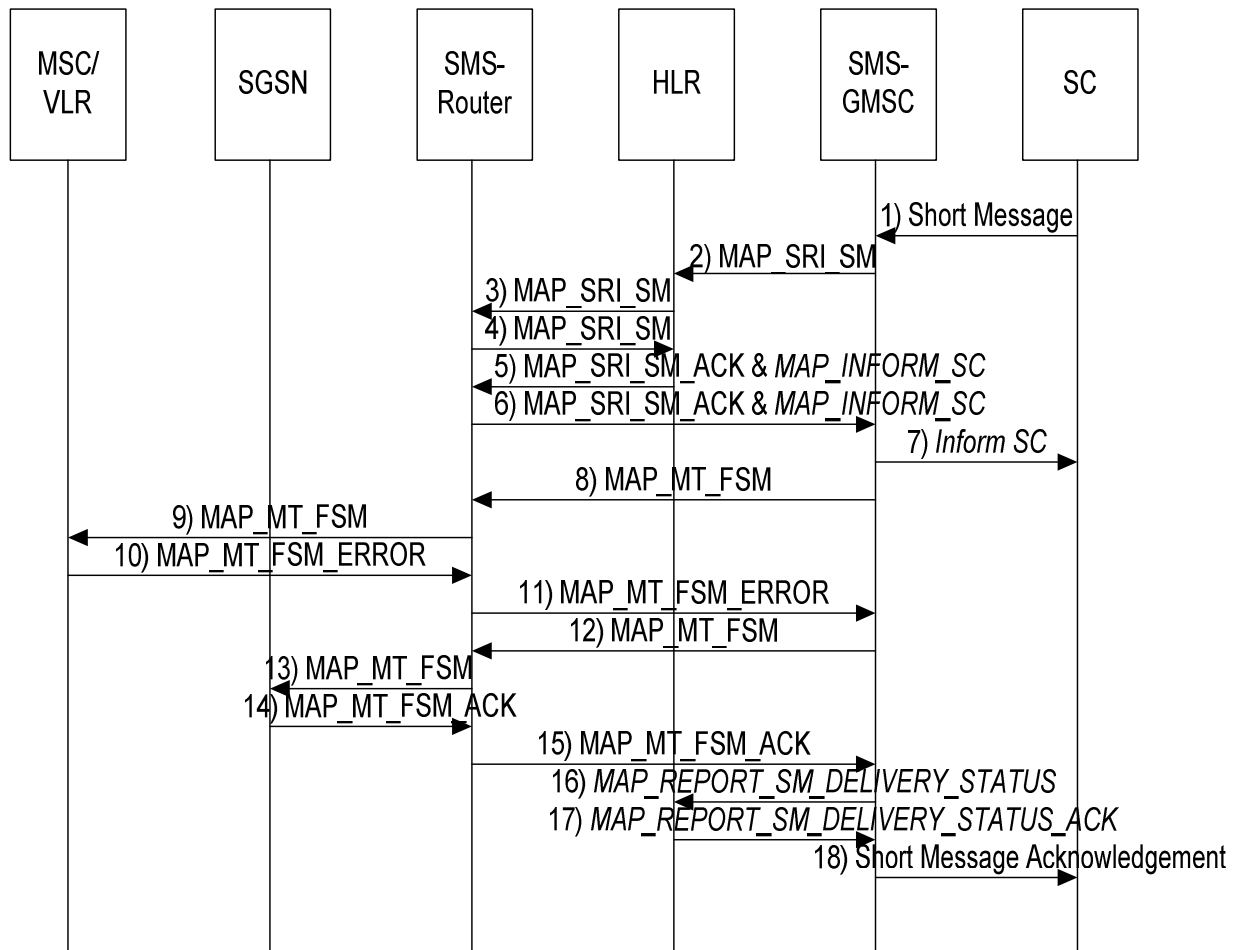 MSC/
VLR
SGSN
SMS-
Router
HLR
SMS-
GMSC
SC
1) Short Message
2) MAP_SRI_SM
3) MAP_SRI_SM
4) MAP_SRI_SM
5) MAP_SRI_SM_ACK & MAP_INFORM_SC
6) MAP_SRI_SM_ACK & MAP_INFORM_SC
7) Inform SC
8) MAP_MT_FSM
9) MAP_MT_FSM
10) MAP_MT_FSM_ERROR
11) MAP_MT_FSM_ERROR
12) MAP_MT_FSM
13) MAP_MT_FSM
14) MAP_MT_FSM_ACK
15) MAP_MT_FSM_ACK
16) MAP_REPORT_SM_DELIVERY_STATUS
17) MAP_REPORT_SM_DELIVERY_STATUS_ACK
18) Short Message Acknowledgement